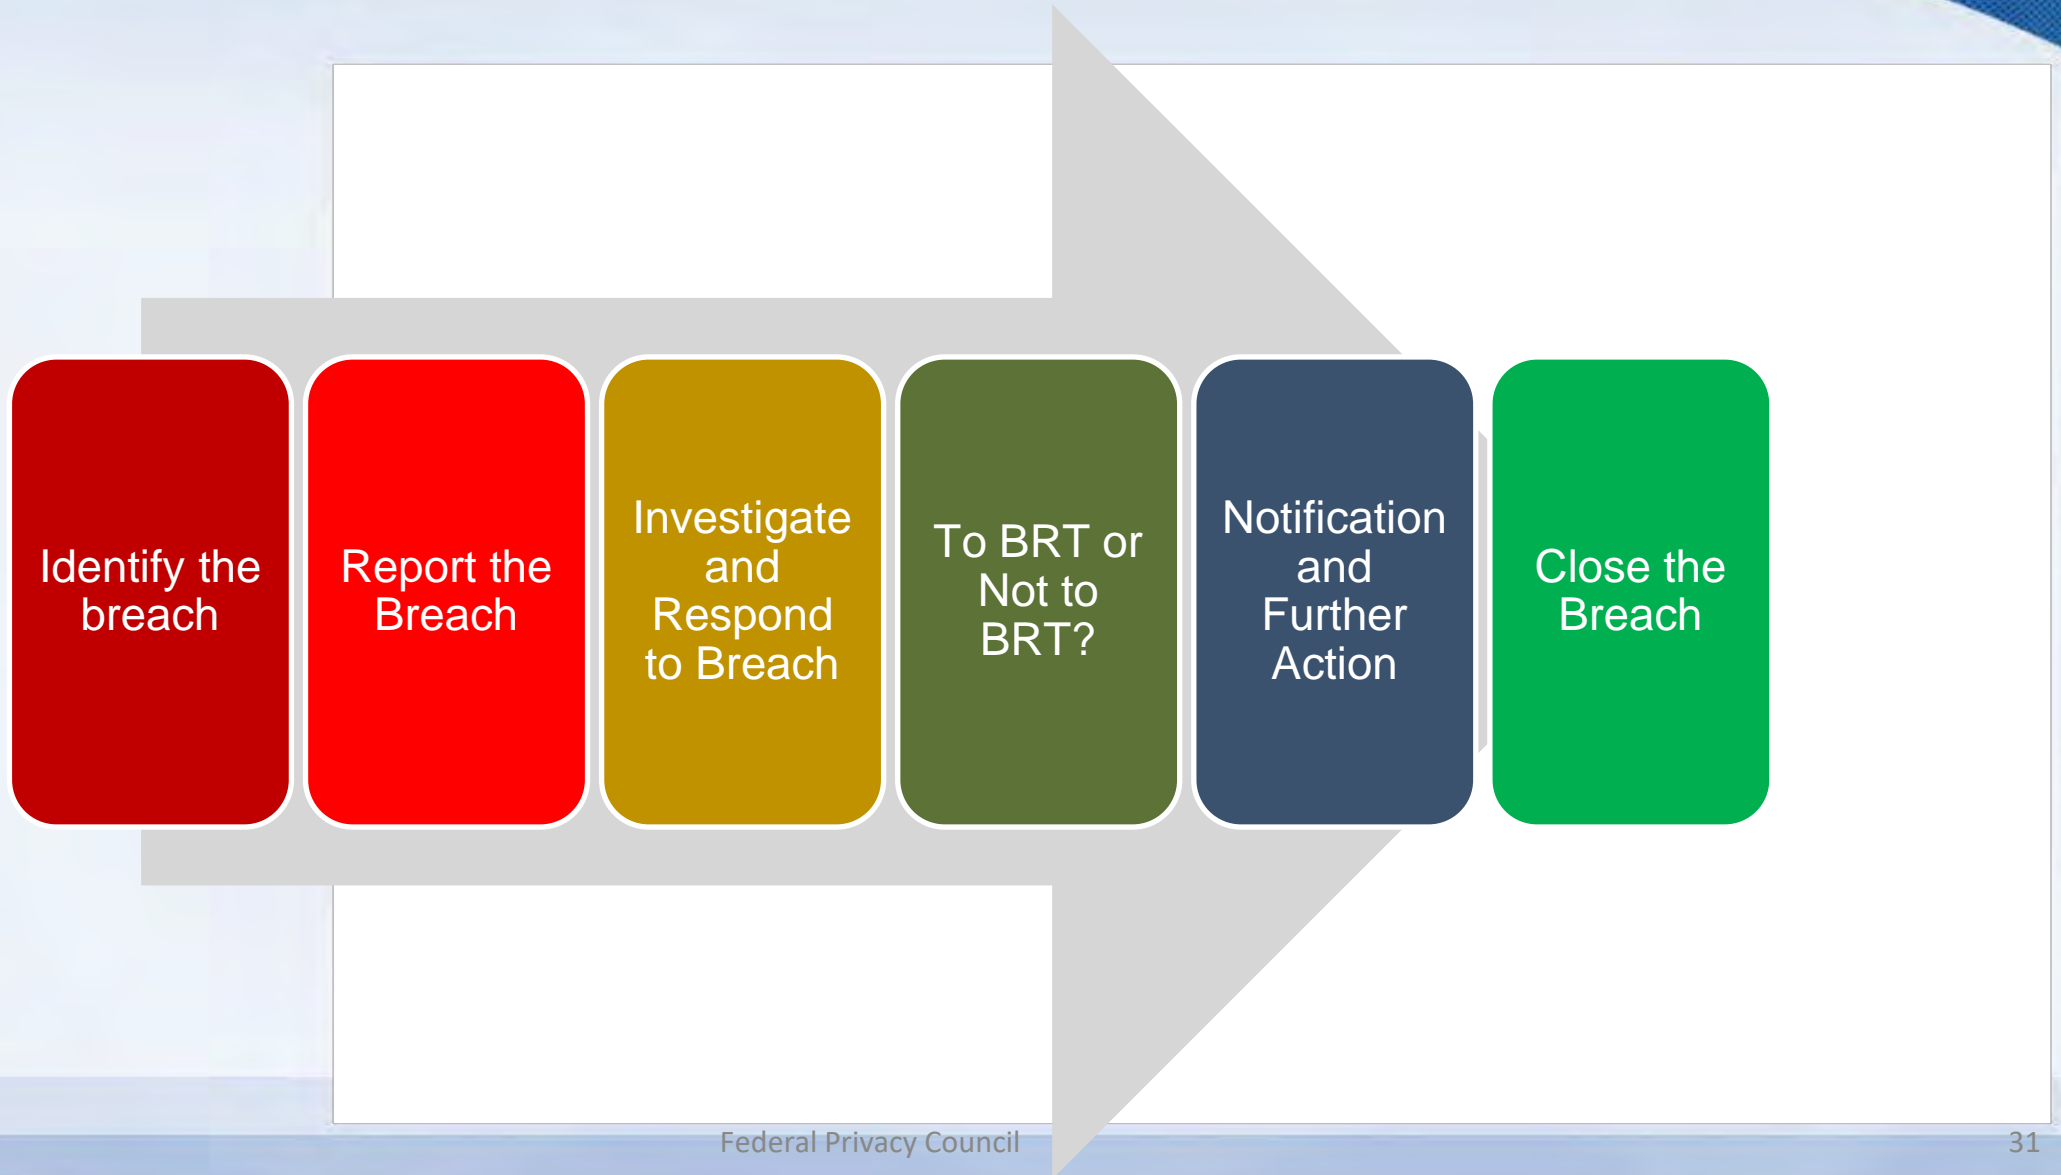 Identify the
breach
Report the
Breach
Investigate
and
Respond
to Breach
To BRT or
Not to
BRT?
Notification
and
Further
Action
Close the
Breach
Federal Privacy Council
31